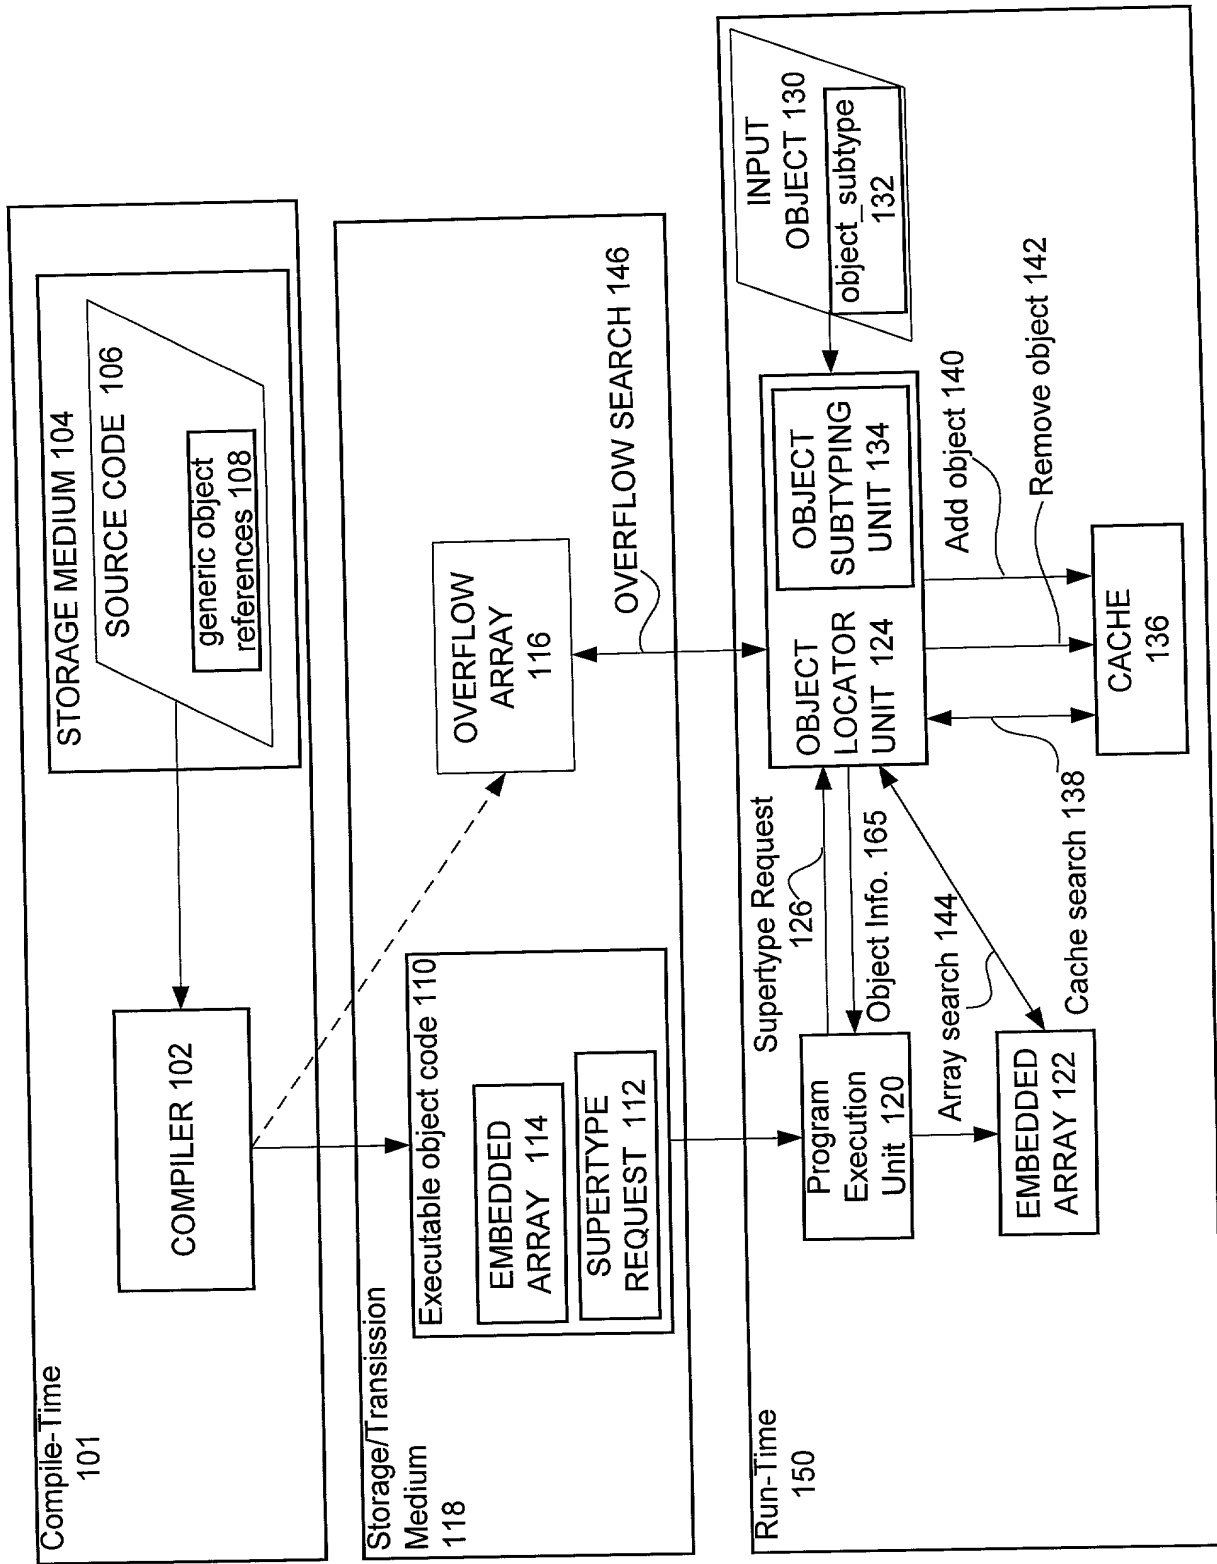 Compile-Time
101
COMPILER 102
STORAGE MEDIUM 104
SOURCE CODE 106
generic object
references 108
Storage/Transission
Medium
118
Executable object code 110
EMBEDDED
ARRAY 114
SUPERTYPE
REQUEST 112
OVERFLOW
ARRAY
116
OVERFLOW SEARCH 146
Run-Time
150
Program
Execution
Unit 120
EMBEDDED
ARRAY 122
Supertype Request
126
Object Info. 165
Array search 144
Cache search 138
OBJECT
LOCATOR
UNIT 124
OBJECT
SUBTYPING
UNIT 134
Add object 140
Remove object 142
CACHE
136
INPUT
OBJECT 130
object_subtype
132